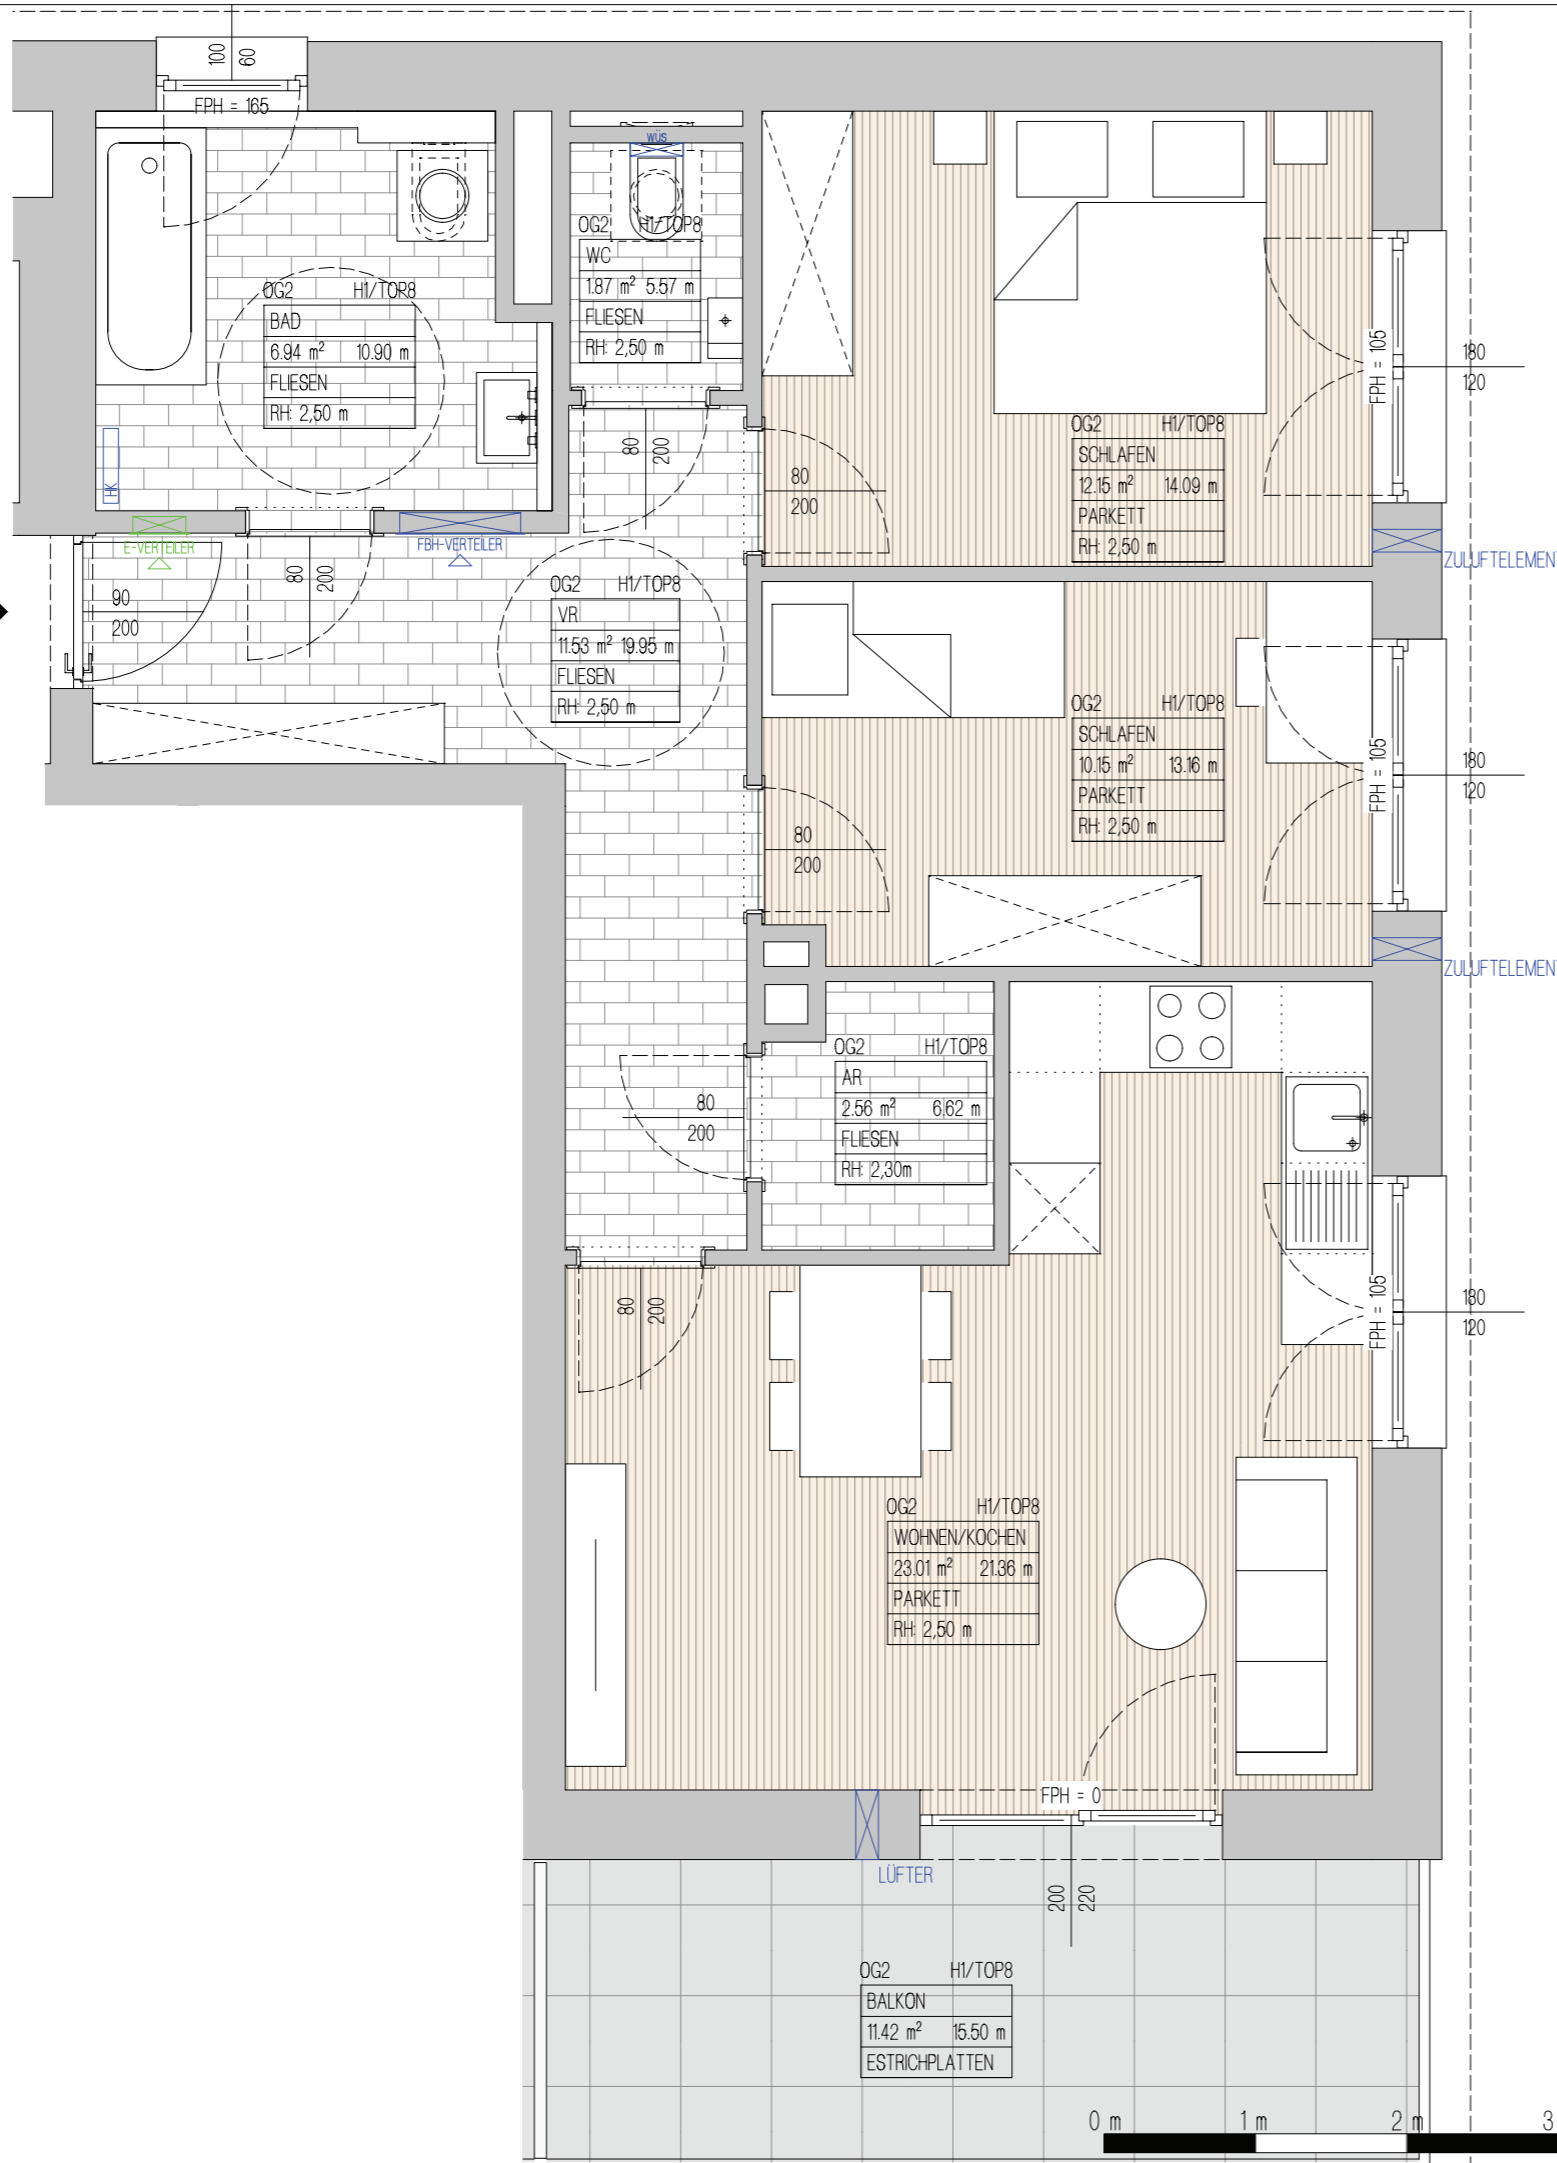 100
60
FPH = 165
WÜS
OG2 H1/TOP8
WC
1.87 m² 5.57 m
FLIESEN
RH: 2,50 m
OG2 H1/TOP8
BAD
6.94 m² 10.90 m
FLIESEN
RH: 2,50 m
HK
E-VERTEILER
FBH-VERTEILER
80
200
80
200
80
200
90
200
FPH = 105
180
120
OG2 H1/TOP8
SCHLAFEN
12.15 m² 14.09 m
PARKETT
RH: 2,50 m
ZULUFTELEMENT
OG2 H1/TOP8
VR
11.53 m² 19.95 m
FLIESEN
RH: 2,50 m
OG2 H1/TOP8
SCHLAFEN
10.15 m² 13.16 m
PARKETT
RH: 2,50 m
FPH = 105
180
120
80
200
ZULUFTELEMENT
OG2 H1/TOP8
AR
2.56 m² 6.62 m
FLIESEN
RH: 2,30m
80
200
80
200
FPH = 105
180
120
OG2 H1/TOP8
WOHNEN/KOCHEN
23.01 m² 21.36 m
PARKETT
RH: 2,50 m
FPH = 0
LÜFTER
200
220
OG2 H1/TOP8
BALKON
11.42 m² 15.50 m
ESTRICHPLATTEN
0 m 1 m 2 m 3